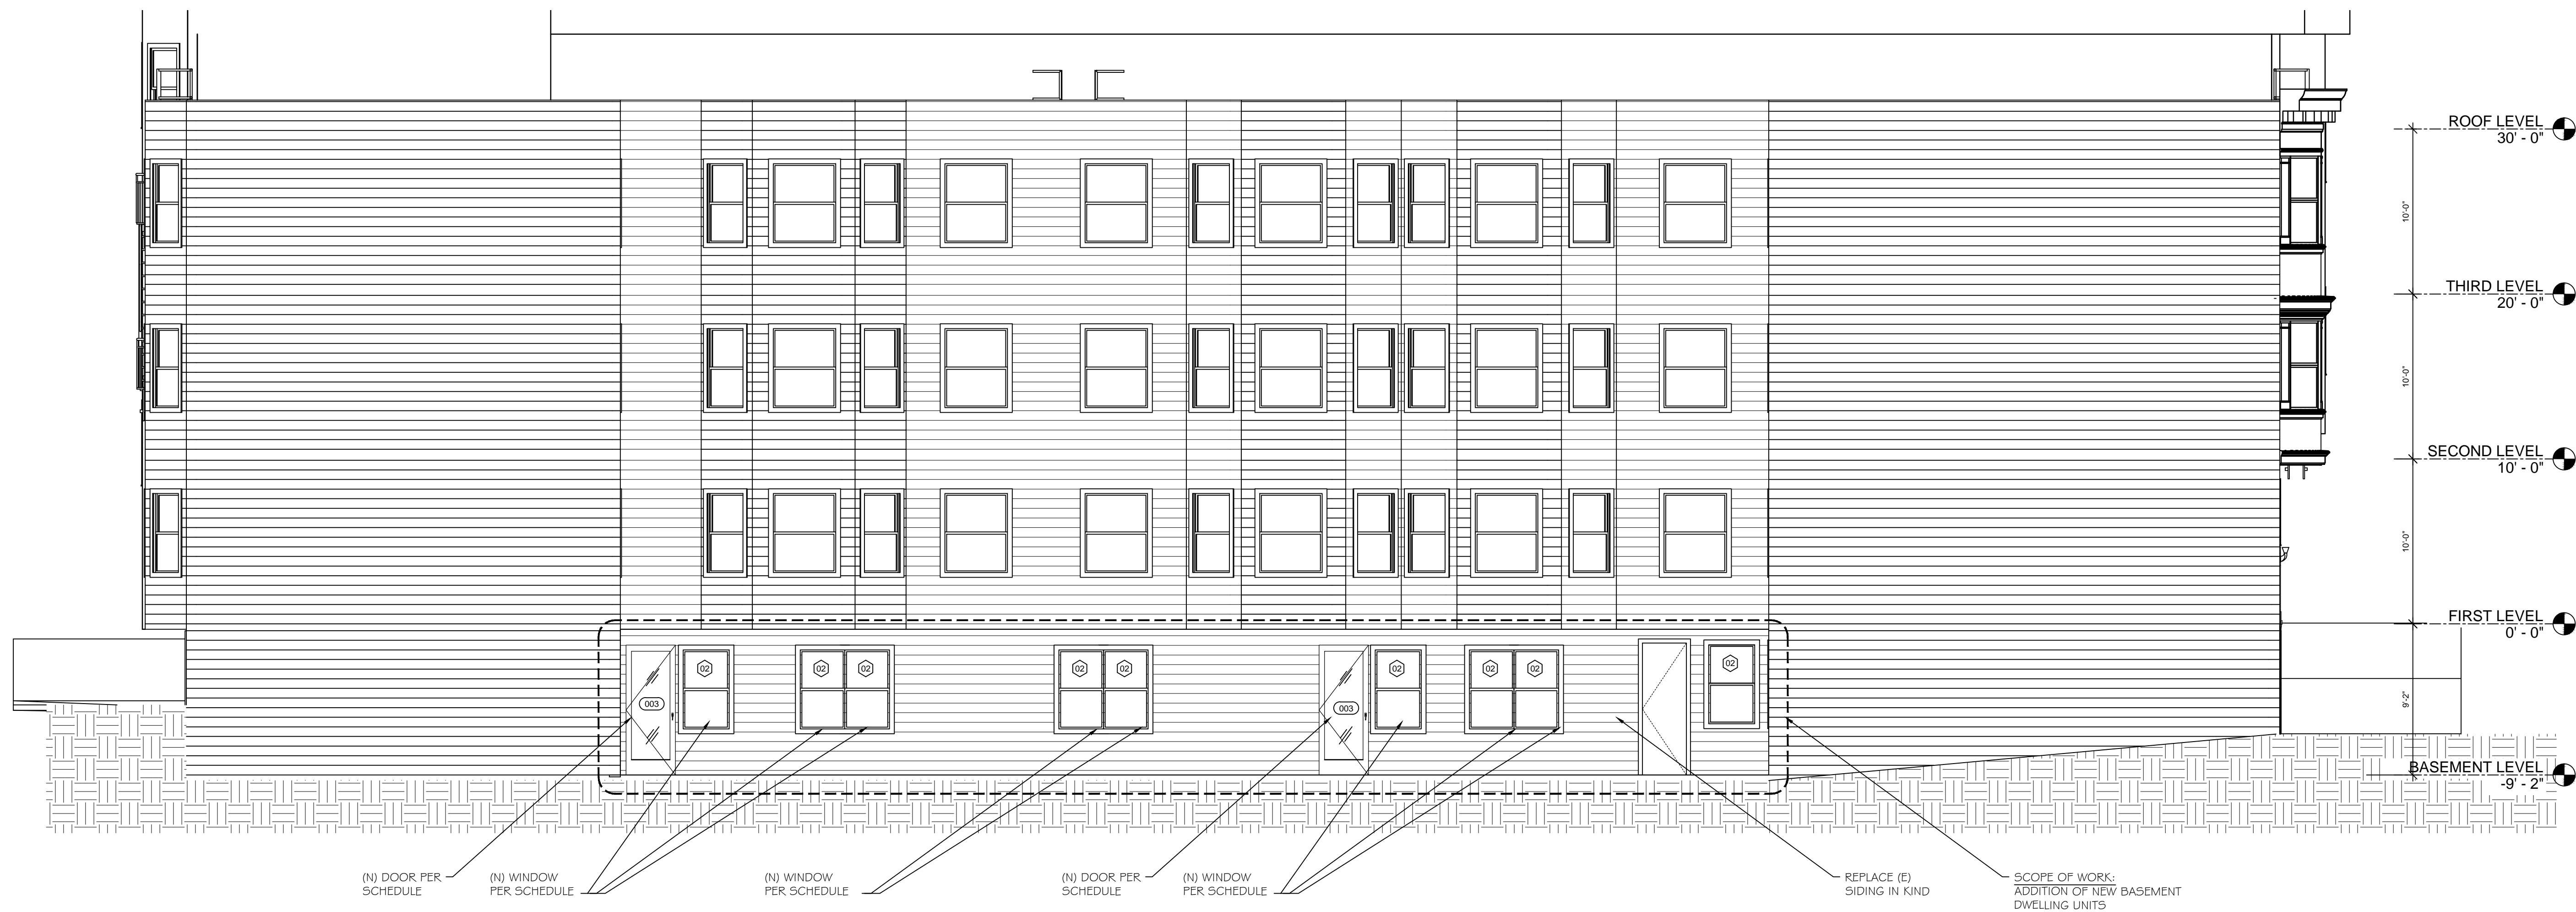 ROOF LEVEL
30' - 0"
10'-0"
THIRD LEVEL
20' - 0"
10'-0"
SECOND LEVEL
10' - 0"
10'-0"
FIRST LEVEL
0' - 0"
9'-2"
BASEMENT LEVEL
-9' - 2"
003
02
02
02
02
02
003
02
02
02
02
(N) DOOR PER
SCHEDULE
(N) WINDOW
PER SCHEDULE
(N) WINDOW
PER SCHEDULE
(N) DOOR PER
SCHEDULE
(N) WINDOW
PER SCHEDULE
REPLACE (E)
SIDING IN KIND
SCOPE OF WORK:
ADDITION OF NEW BASEMENT
DWELLING UNITS